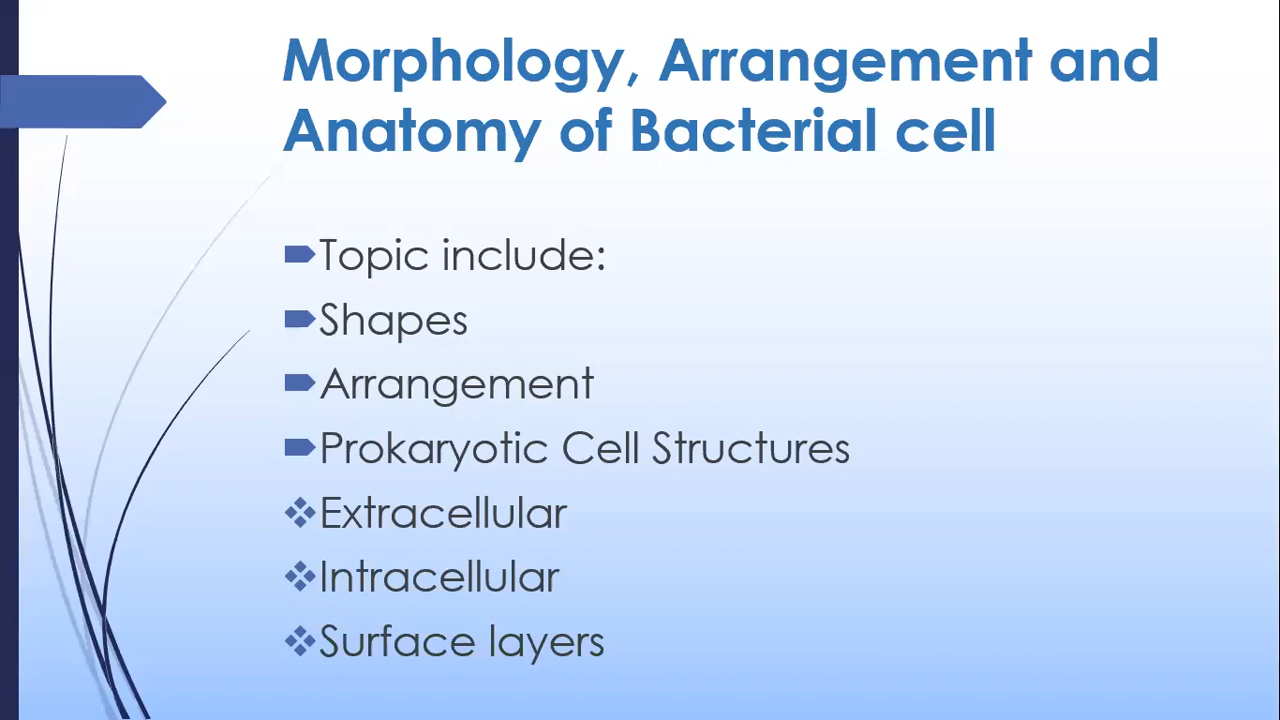 Morphology, Arrangement and
Anatomy of Bacterial cell
Topic include:
Shapes
Arrangement
Prokaryotic Cell Structures
Extracellular
Intracellular
Surface layers